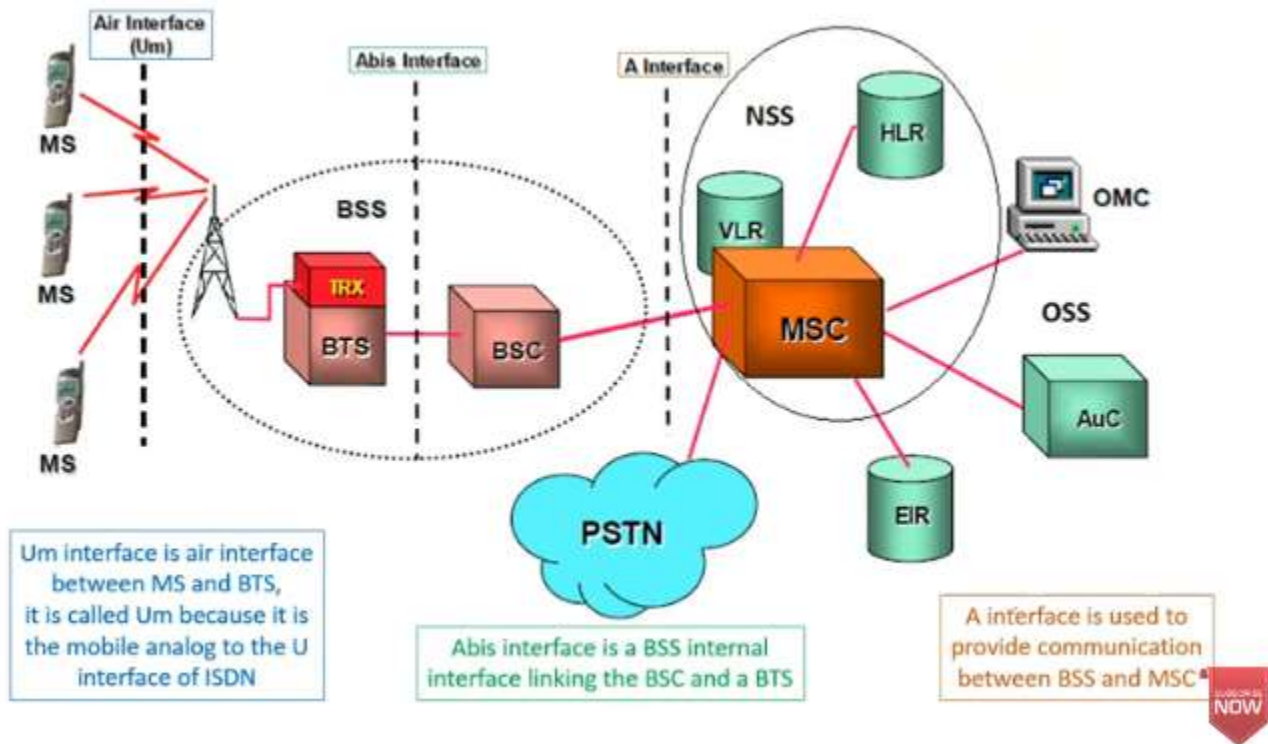 Air Interface
(Um)
Abis Interface
A Interface
MS
MS
MS
BSS
TRX
BTS
BSC
NSS
HLR
VLR
MSC
OMC
OSS
AuC
EIR
PSTN
Um interface is air interface
between MS and BTS,
it is called Um because it is
the mobile analog to the U
interface of ISDN
Abis interface is a BSS internal
interface linking the BSC and a BTS
A interface is used to
provide communication
between BSS and MSC
SUBSCRIBE
NOW